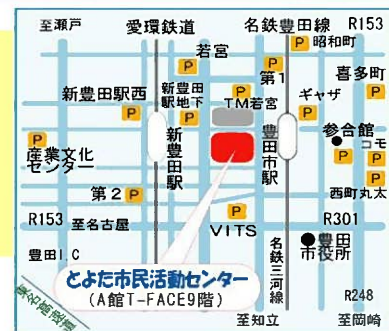 至瀬戸
愛環鉄道
名鉄豊田線
R153
昭和町
若宮
第1
喜多町
新豊田駅西
新豊田
駅地下
TM若宮
ギャザ
新豊田駅
豊田市駅
参合館
コモ
産業文化
センター
第2
西町丸太
R153
至名古屋
VITS
R301
豊田I.C
名鉄三河線
豊田
市役所
とよた市民活動センター
(A館T-FACE9階)
R248
東名高速道
至知立
至岡崎